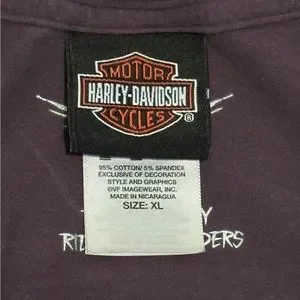 MOTOR
HARLEY-DAVIDSON
CYCLES
®
95% COTTON/ 5% SPANDEX
EXCLUSIVE OF DECORATION
STYLE AND GRAPHICS
©VF IMAGEWEAR, INC.
MADE IN NICARAGUA
SIZE: XL